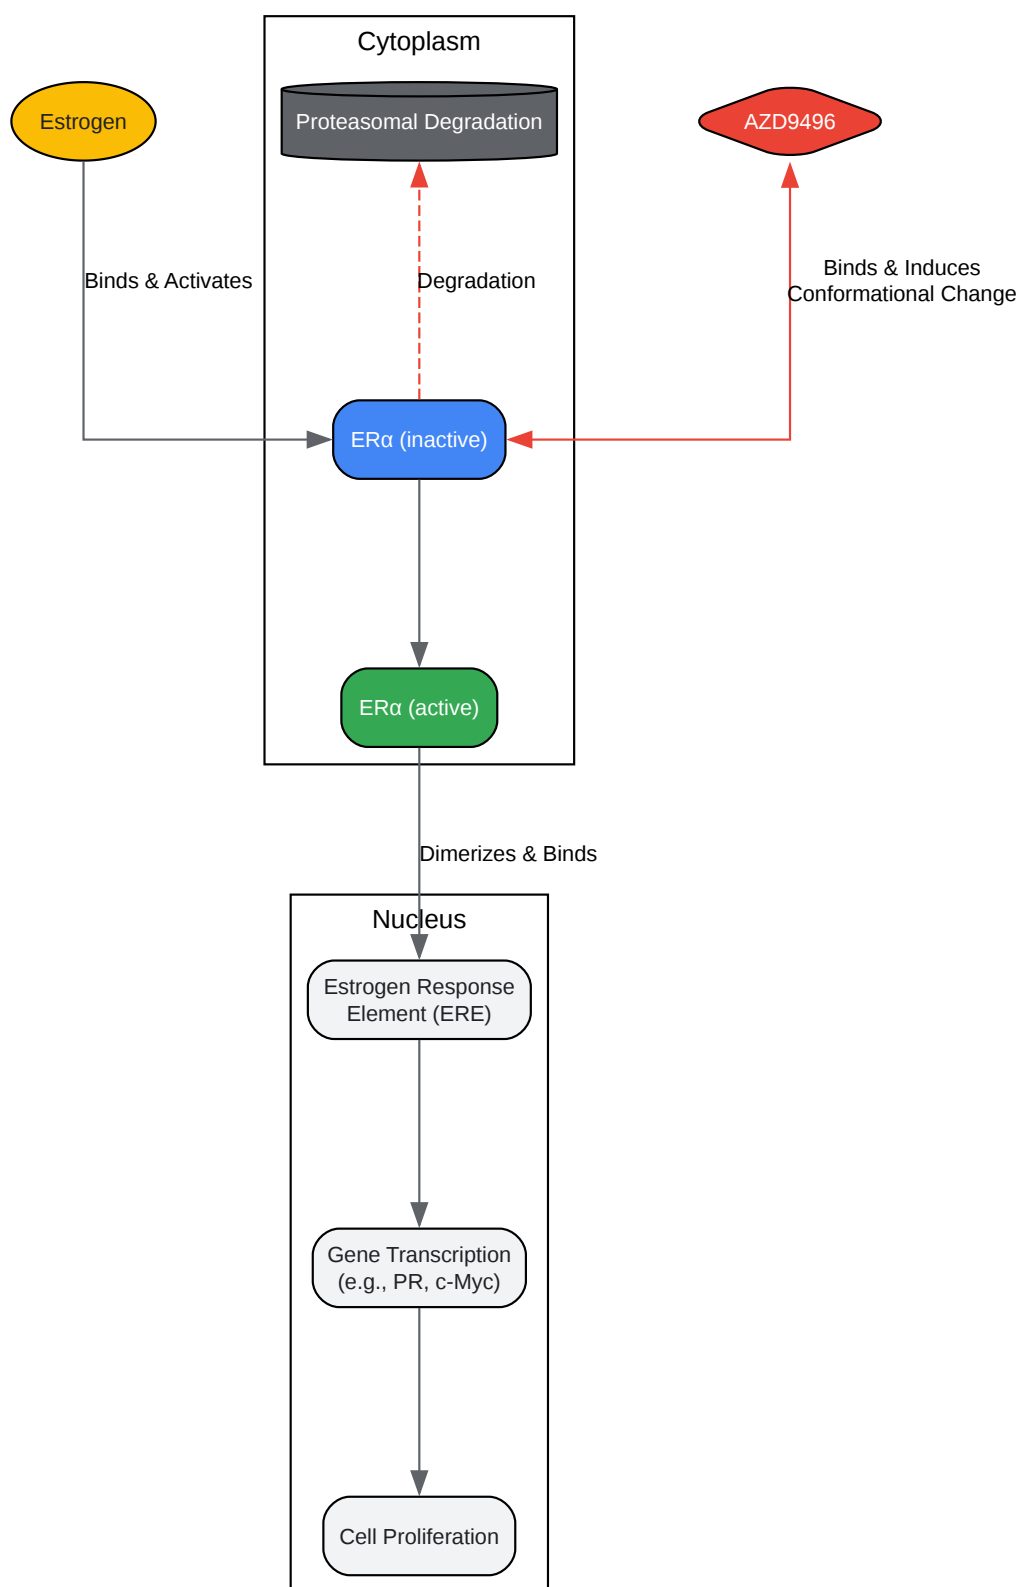 Cytoplasm
Estrogen
Proteasomal Degradation
AZD9496
Binds & Activates
Degradation
Binds & Induces
Conformational Change
ERα (inactive)
ERα (active)
Dimerizes & Binds
Nucleus
Estrogen Response
Element (ERE)
Gene Transcription
(e.g., PR, c-Myc)
Cell Proliferation